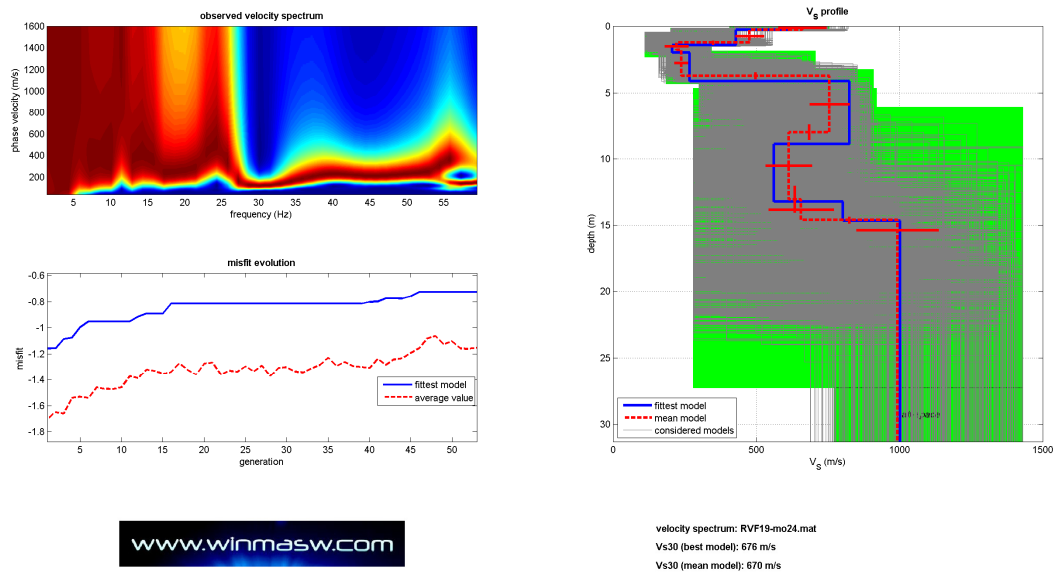 observed velocity spectrum
1600
1400
1200
1000
800
600
400
200
phase velocity (m/s)
5 10 15 20 25 30 35 40 45 50 55
frequency (Hz)
misfit evolution
-0.6
-0.8
-1
-1.2
-1.4
-1.6
-1.8
misfit
fittest model
average value
5 10 15 20 25 30 35 40 45 50
generation
www.winmasw.com
VS profile
0
5
10
15
20
25
30
depth (m)
fittest model
mean model
considered models
0 500 1000 1500
VS (m/s)
velocity spectrum: RVF19-mo24.mat
Vs30 (best model): 676 m/s
Vs30 (mean model): 670 m/s